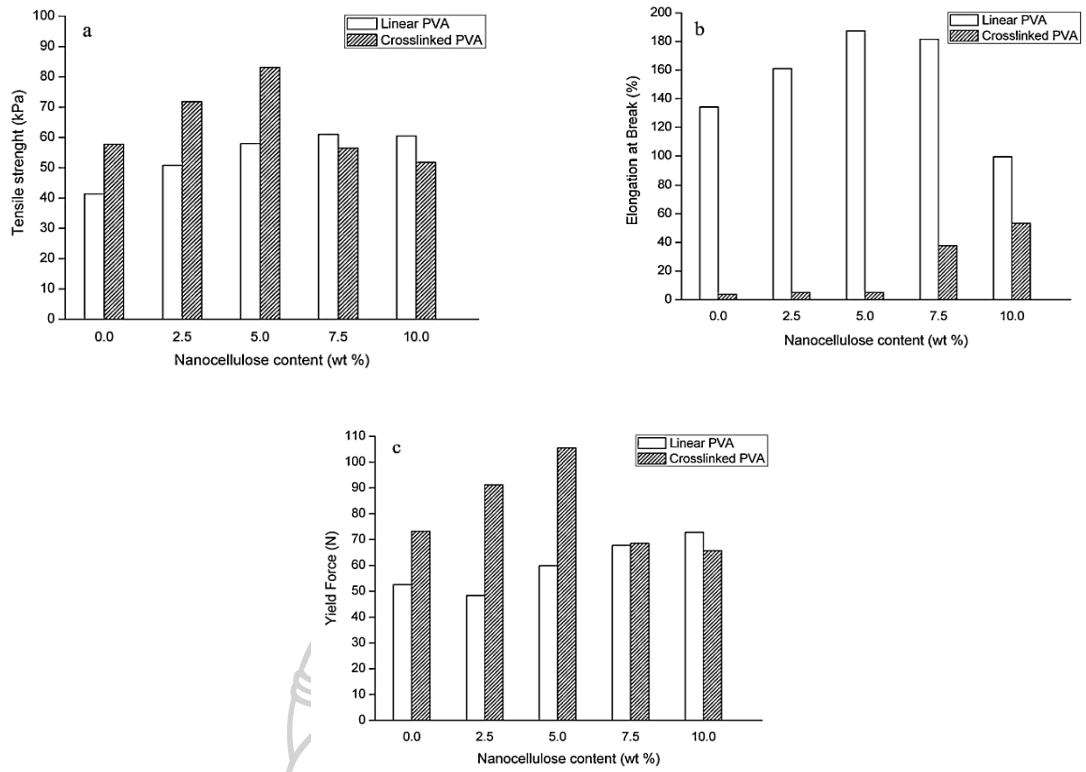 a
Linear PVA
Crosslinked PVA
Tensile strenght (kPa)
100
90
80
70
60
50
40
30
20
10
0
0.0 2.5 5.0 7.5 10.0
Nanocellulose content (wt %)
b
Linear PVA
Crosslinked PVA
Elongation at Break (%)
200
180
160
140
120
100
80
60
40
20
0
0.0 2.5 5.0 7.5 10.0
Nanocellulose content (wt %)
c
Linear PVA
Crosslinked PVA
Yield Force (N)
110
100
90
80
70
60
50
40
30
20
10
0
0.0 2.5 5.0 7.5 10.0
Nanocellulose content (wt %)